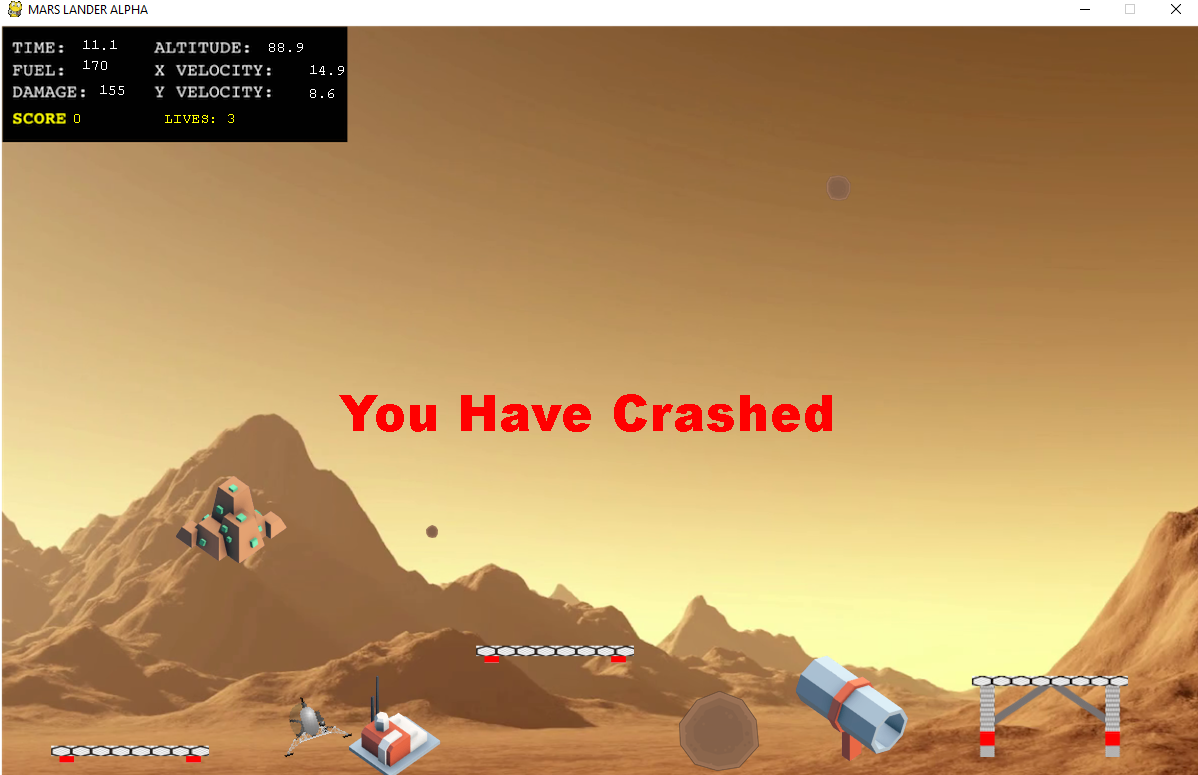 MARS LANDER ALPHA
TIME: 11.1 ALTITUDE: 88.9
FUEL: 170 X VELOCITY: 14.9
DAMAGE: 155 Y VELOCITY: 8.6
SCORE 0 LIVES: 3
You Have Crashed